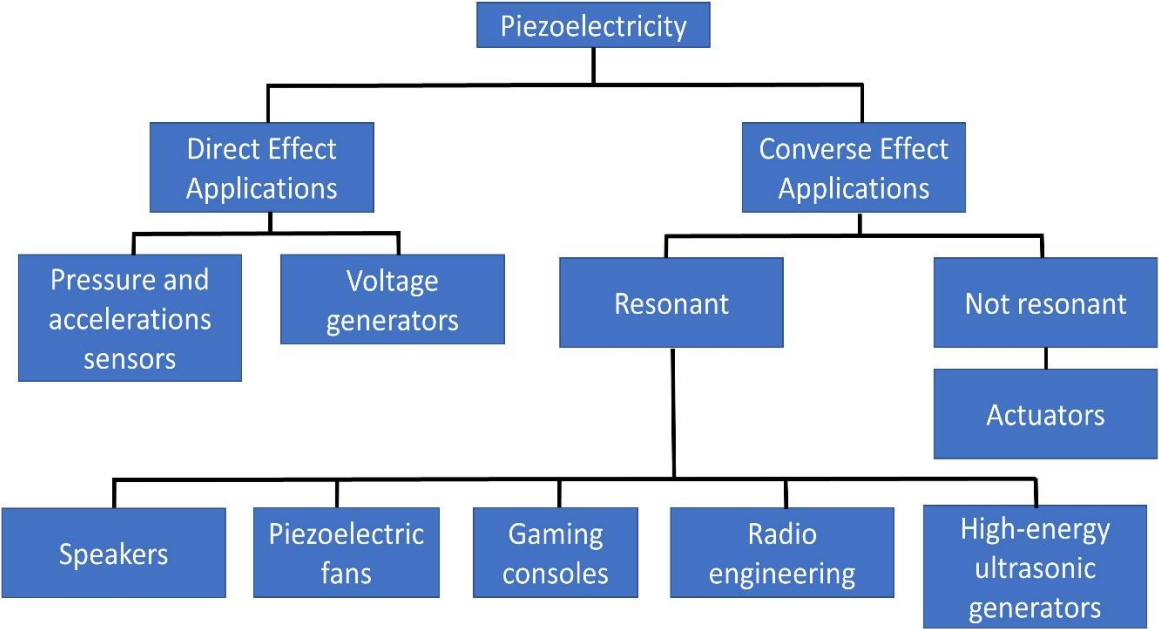 Piezoelectricity
Direct Effect
Applications
Converse Effect
Applications
Pressure and
accelerations
sensors
Voltage
generators
Resonant
Not resonant
Actuators
Speakers
Piezoelectric
fans
Gaming
consoles
Radio
engineering
High-energy
ultrasonic
generators